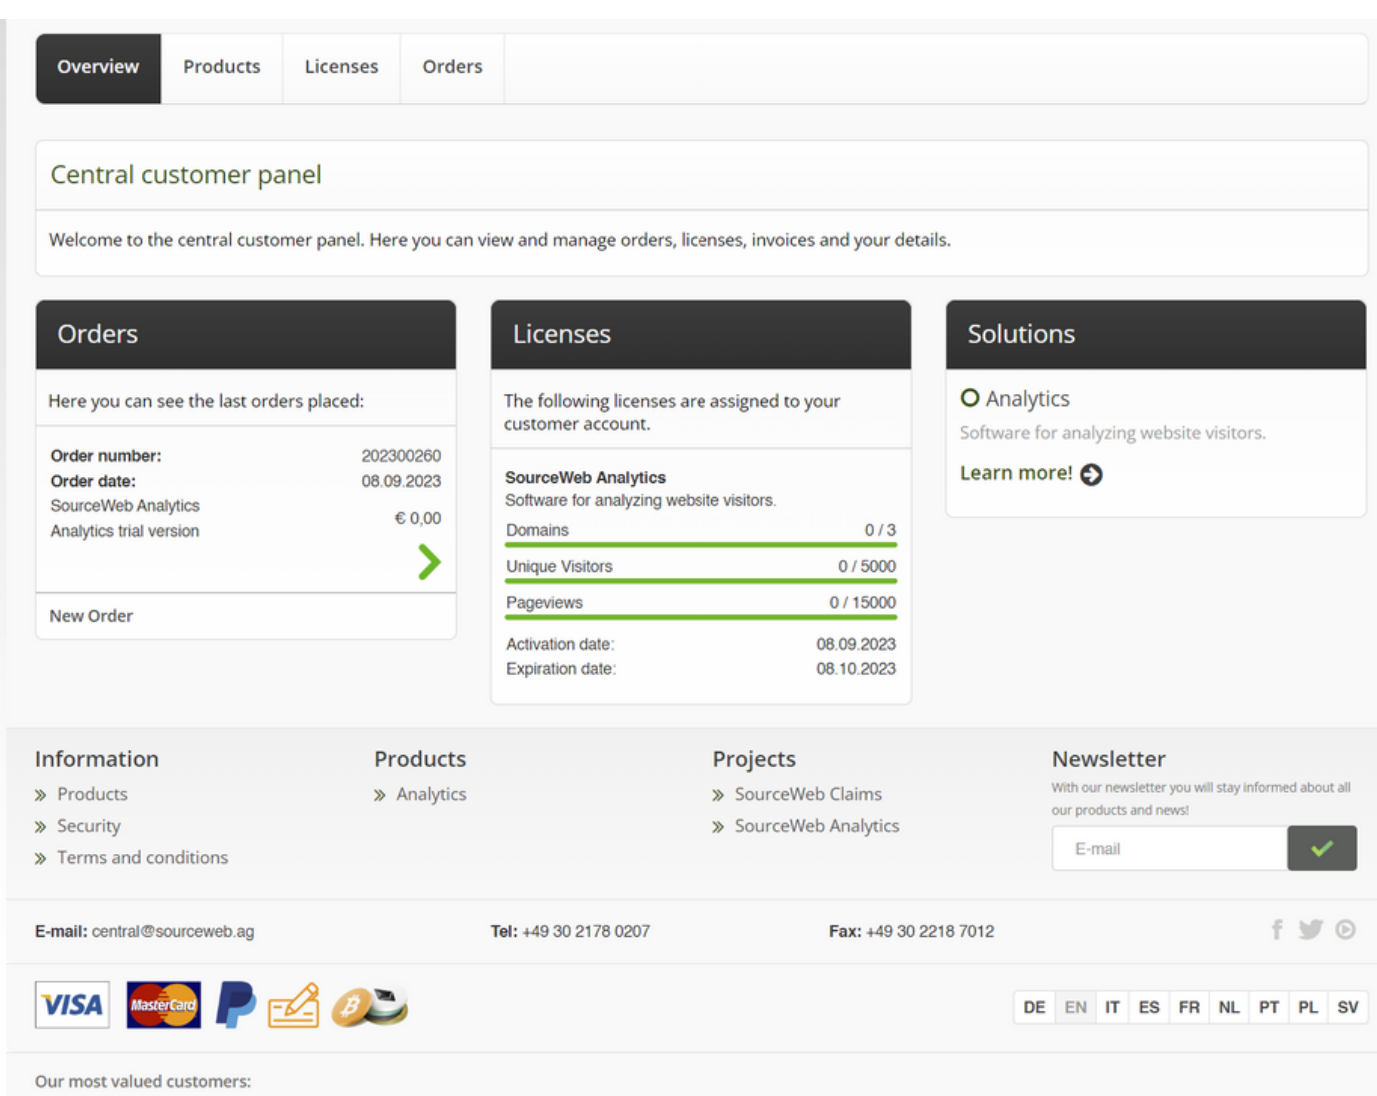 Overview Products Licenses Orders
Central customer panel
Welcome to the central customer panel. Here you can view and manage orders, licenses, invoices and your details.
Orders
Here you can see the last orders placed:
Order number: 202300260
Order date: 08.09.2023
SourceWeb Analytics
Analytics trial version
€ 0,00
New Order
Licenses
The following licenses are assigned to your
customer account.
SourceWeb Analytics
Software for analyzing website visitors.
Domains 0 / 3
Unique Visitors 0 / 5000
Pageviews 0 / 15000
Activation date: 08.09.2023
Expiration date: 08.10.2023
Solutions
Analytics
Software for analyzing website visitors.
Learn more!
Information
Products
Security
Terms and conditions
Products
Analytics
Projects
SourceWeb Claims
SourceWeb Analytics
Newsletter
With our newsletter you will stay informed about all
our products and news!
E-mail
E-mail: central@sourceweb.ag Tel: +49 30 2178 0207 Fax: +49 30 2218 7012
VISA MasterCard
DE EN IT ES FR NL PT PL SV
Our most valued customers: